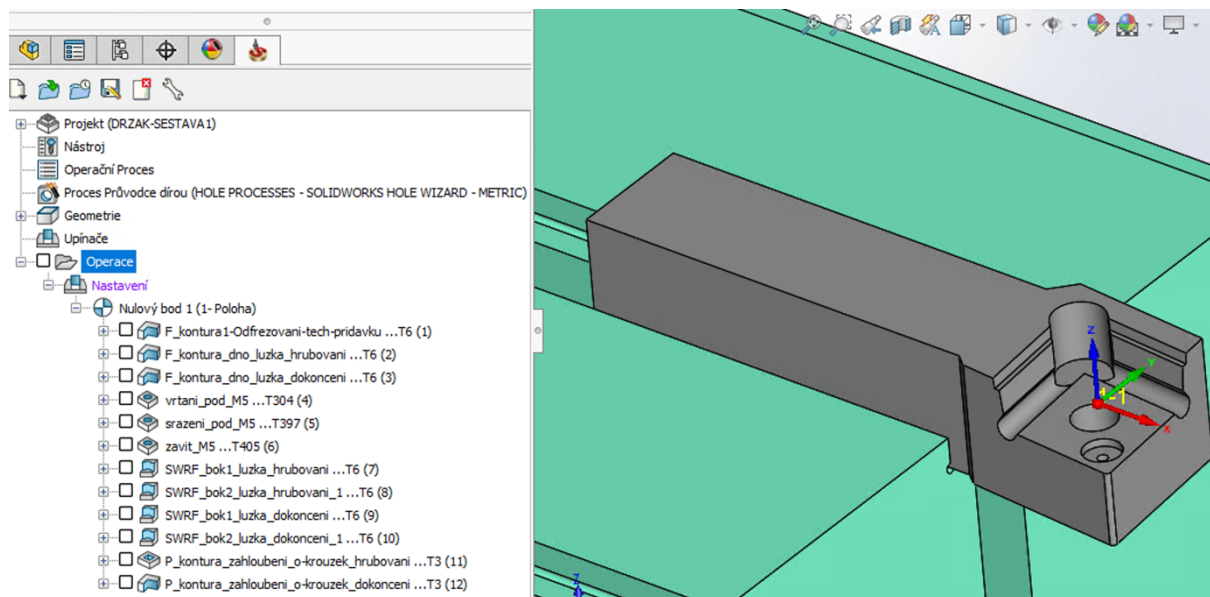 Projekt (DRZAK-SESTAVA1)
Nástroj
Operační Proces
Proces Průvodce dírou (HOLE PROCESSES - SOLIDWORKS HOLE WIZARD - METRIC)
Geometrie
Upínače
Operace
Nastavení
Nulový bod 1 (1- Poloha)
F_kontura1-Odfrezovani-tech-pridavku ...T6 (1)
F_kontura_dno_luzka_hrubovani ...T6 (2)
F_kontura_dno_luzka_dokonceni ...T6 (3)
vrtani_pod_M5 ...T304 (4)
srazeni_pod_M5 ...T397 (5)
zavit_M5 ...T405 (6)
SWRF_bok1_luzka_hrubovani ...T6 (7)
SWRF_bok2_luzka_hrubovani_1 ...T6 (8)
SWRF_bok1_luzka_dokonceni ...T6 (9)
SWRF_bok2_luzka_dokonceni_1 ...T6 (10)
P_kontura_zahloubeni_o-krouzek_hrubovani ...T3 (11)
P_kontura_zahloubeni_o-krouzek_dokonceni ...T3 (12)
Z
Y
X
Z